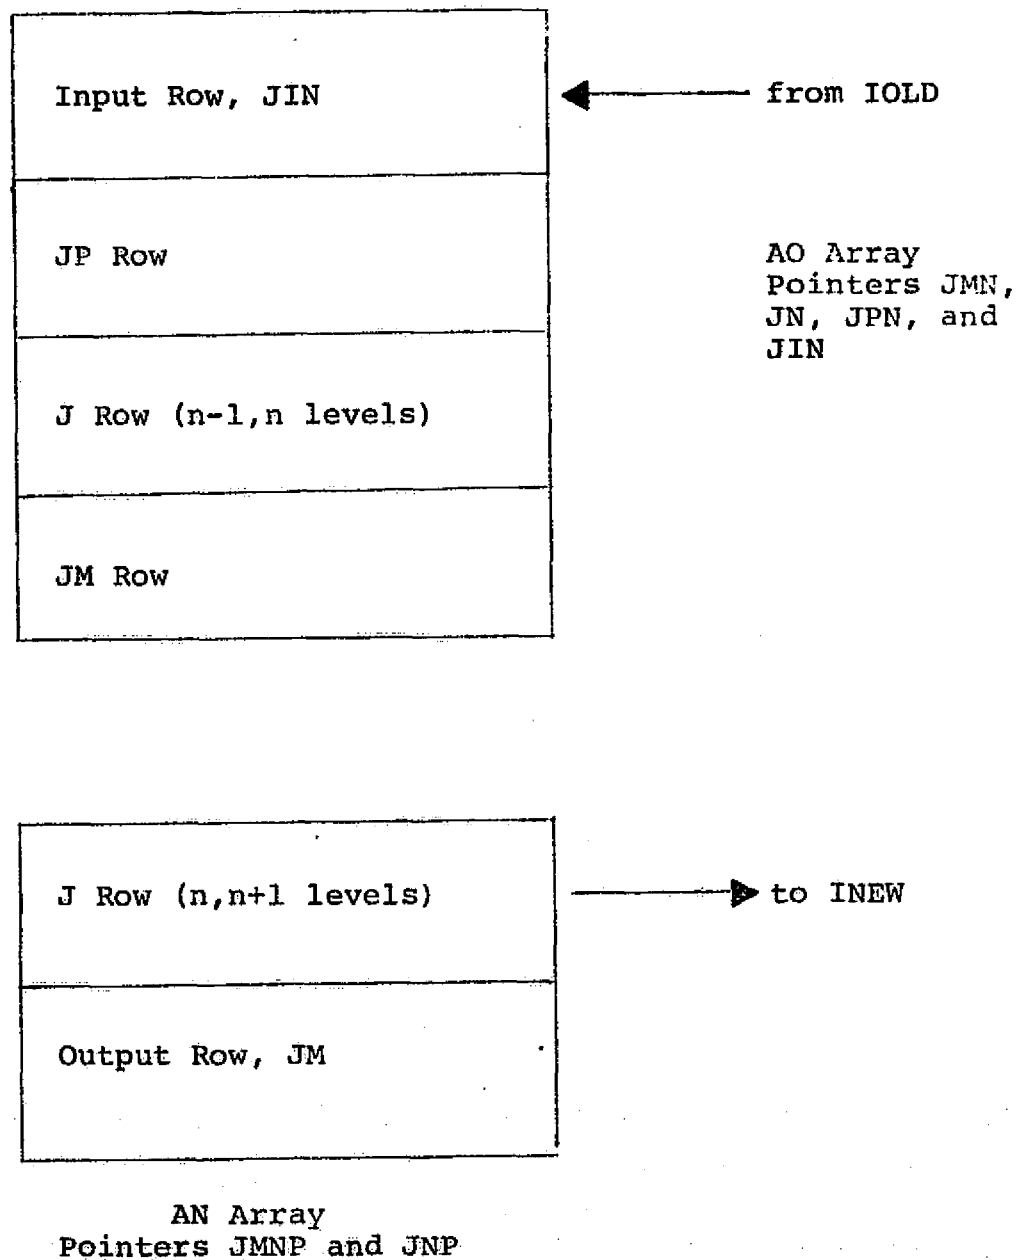 Input Row, JIN
from IOLD
JP Row
AO Array
Pointers JMN,
JN, JPN, and
JIN
J Row (n-1,n levels)
JM Row
J Row (n,n+1 levels)
to INEW
Output Row, JM
AN Array
Pointers JMNP and JNP